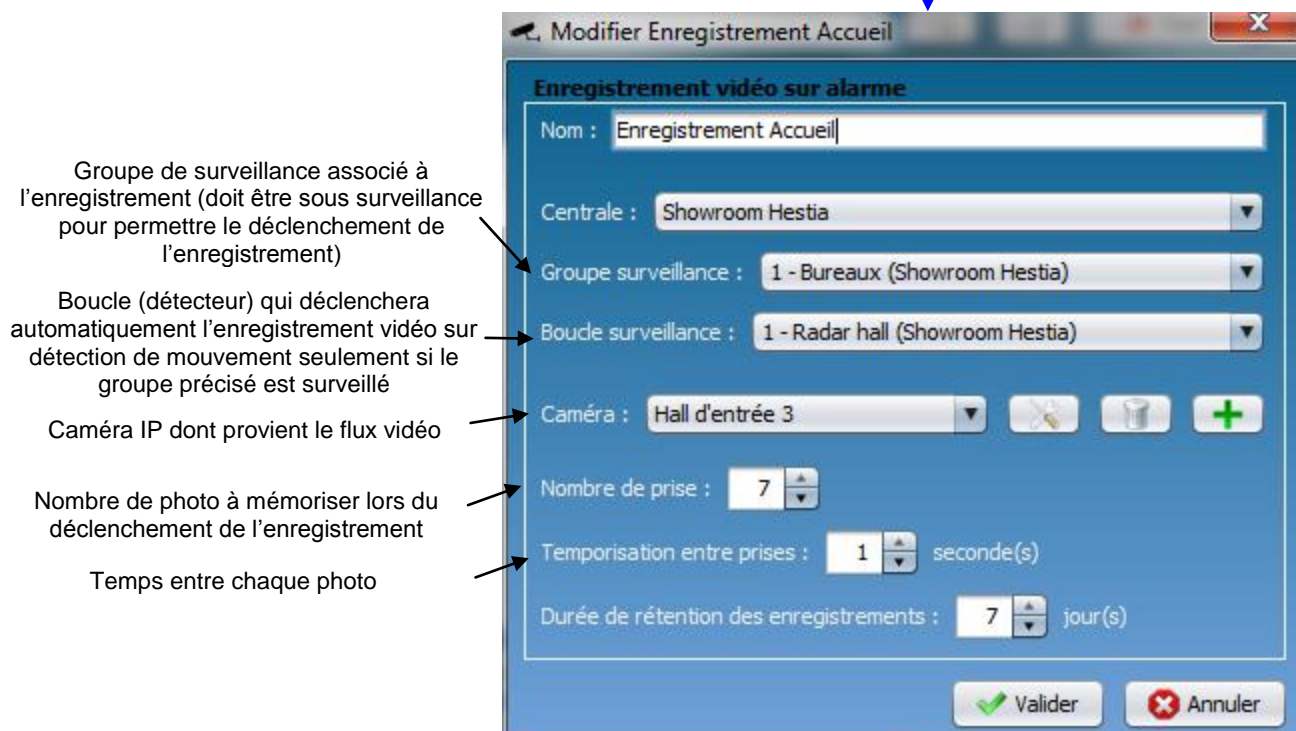 Modifier Enregistrement Accueil
Enregistrement vidéo sur alarme
Nom : Enregistrement Accueil
Groupe de surveillance associé à
l’enregistrement (doit être sous surveillance
pour permettre le déclenchement de
l’enregistrement)
Centrale : Showroom Hestia
Groupe surveillance : 1 - Bureaux (Showroom Hestia)
Boucle (détecteur) qui déclenchera
automatiquement l’enregistrement vidéo sur
détection de mouvement seulement si le
groupe précisé est surveillé
Boucle surveillance : 1 - Radar hall (Showroom Hestia)
Caméra IP dont provient le flux vidéo
Caméra : Hall d'entrée 3
Nombre de photo à mémoriser lors du
déclenchement de l’enregistrement
Nombre de prise : 7
Temps entre chaque photo
Temporisation entre prises : 1 seconde(s)
Durée de rétention des enregistrements : 7 jour(s)
Valider
Annuler